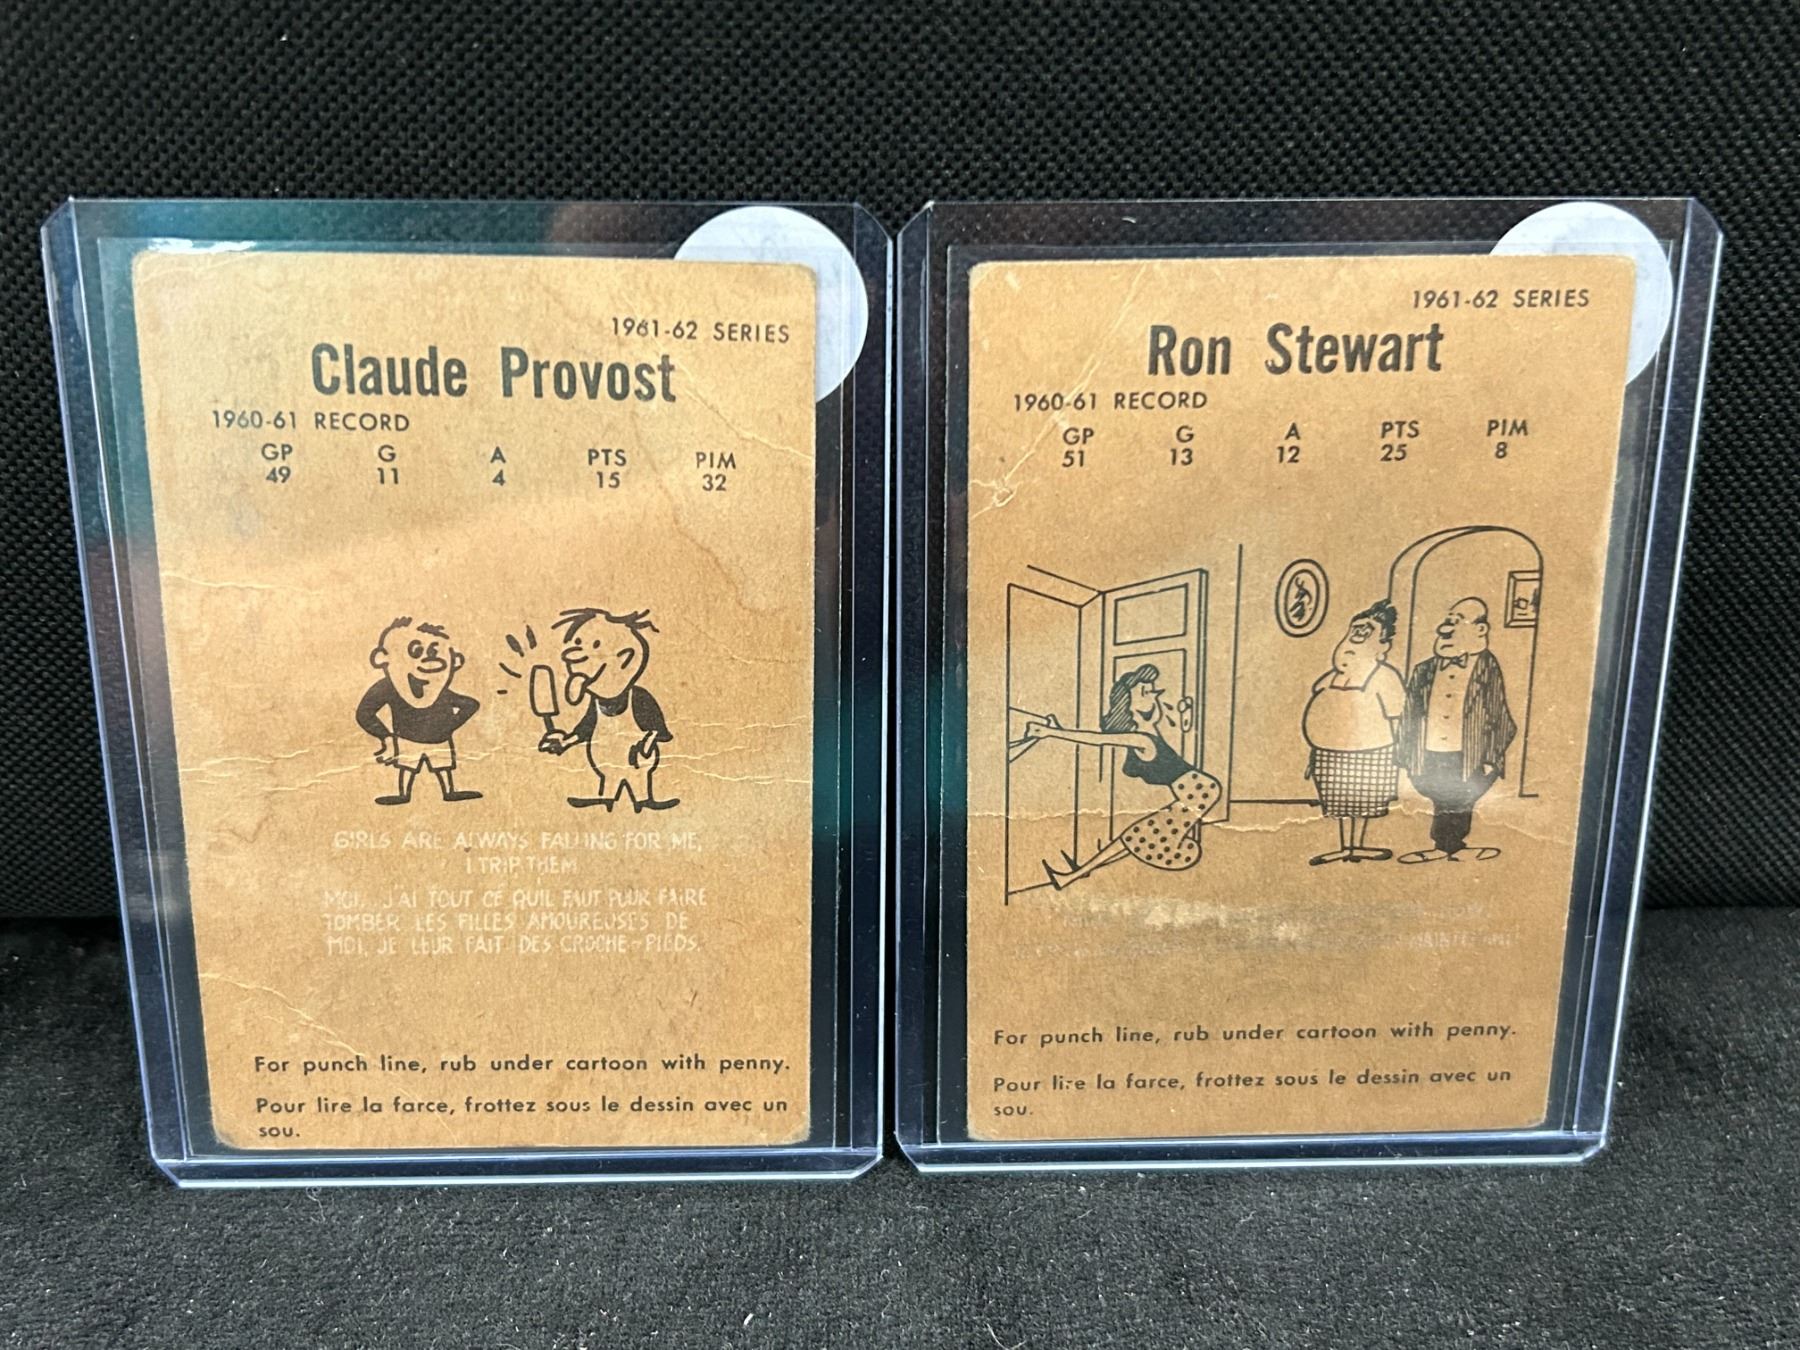 1961-62 SERIES
Claude Provost
1960-61 RECORD
GP G A PTS PIM
49 11 4 15 32
GIRLS ARE ALWAYS FALLING FOR ME,
I TRIP THEM
MOI, J'AI TOUT CE QUIL FAUT POUR FAIRE
TOMBER LES FILLES AMOUREUSES DE
MOI, JE LEUR FAIT DES CROCHE-PIEDS.
For punch line, rub under cartoon with penny.
Pour lire la farce, frottez sous le dessin avec un
sou.
1961-62 SERIES
Ron Stewart
1960-61 RECORD
GP G A PTS PIM
51 13 12 25 8
MAINTENANT
For punch line, rub under cartoon with penny.
Pour lire la farce, frottez sous le dessin avec un
sou.